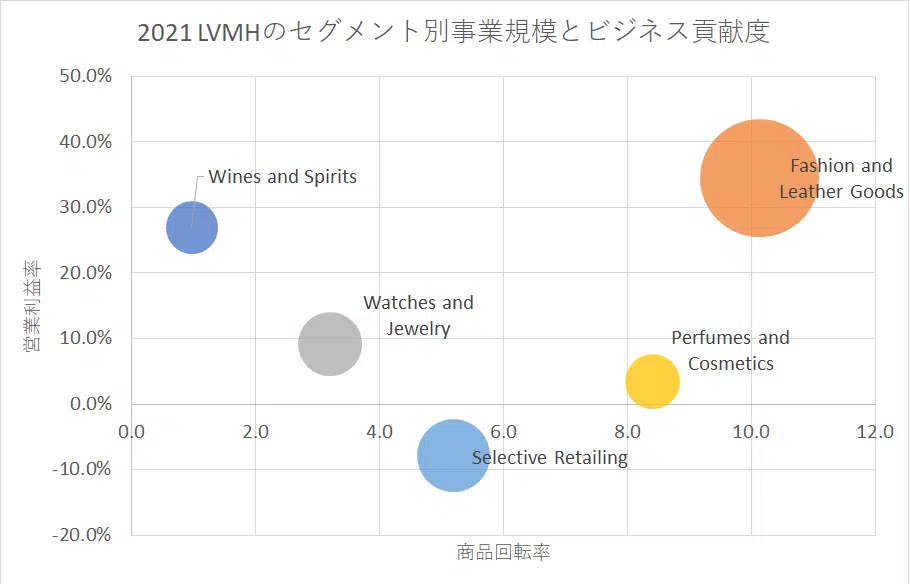 2021 LVMHのセグメント別事業規模とビジネス貢献度
50.0%
40.0%
30.0%
20.0%
10.0%
0.0%
-10.0%
-20.0%
営業利益率
Wines and Spirits
Fashion and
Leather Goods
Watches and
Jewelry
Perfumes and
Cosmetics
Selective Retailing
0.0 2.0 4.0 6.0 8.0 10.0 12.0
商品回転率